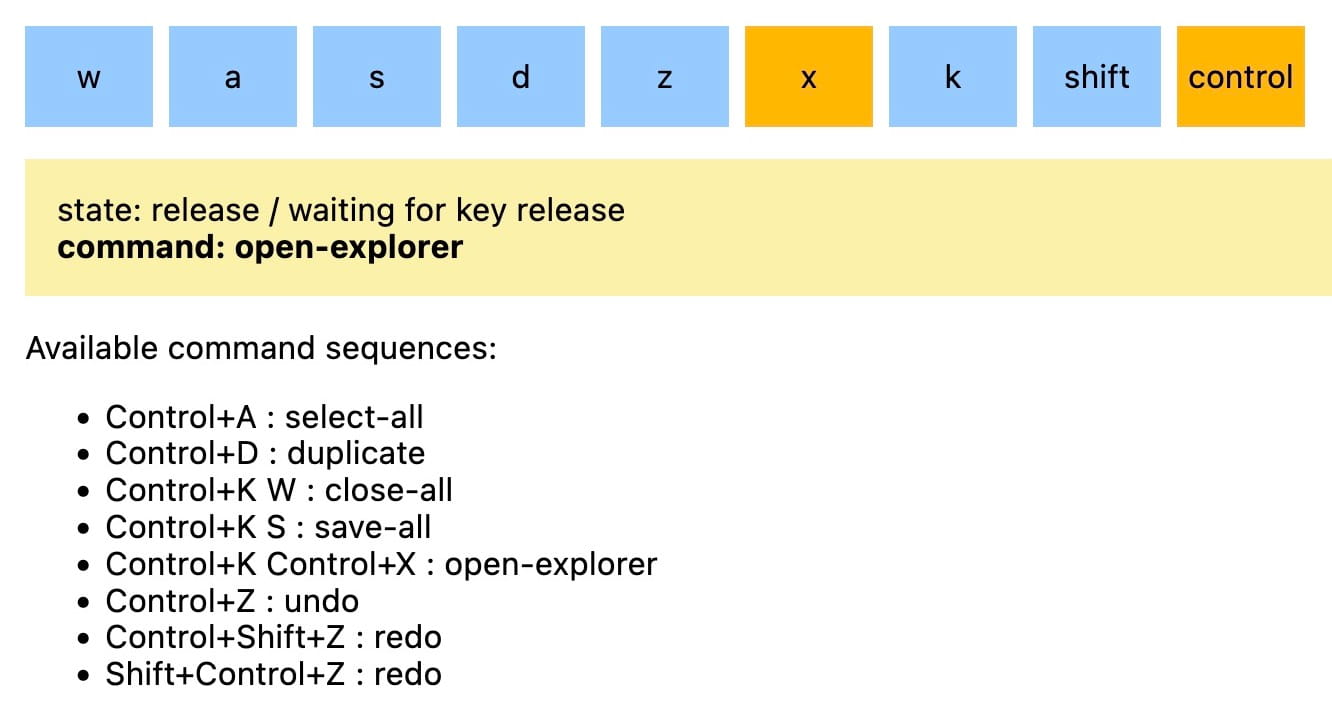 w a s d z x k shift control
state: release / waiting for key release
command: open-explorer
Available command sequences:
• Control+A : select-all
• Control+D : duplicate
• Control+K W : close-all
• Control+K S : save-all
• Control+K Control+X : open-explorer
• Control+Z : undo
• Control+Shift+Z : redo
• Shift+Control+Z : redo